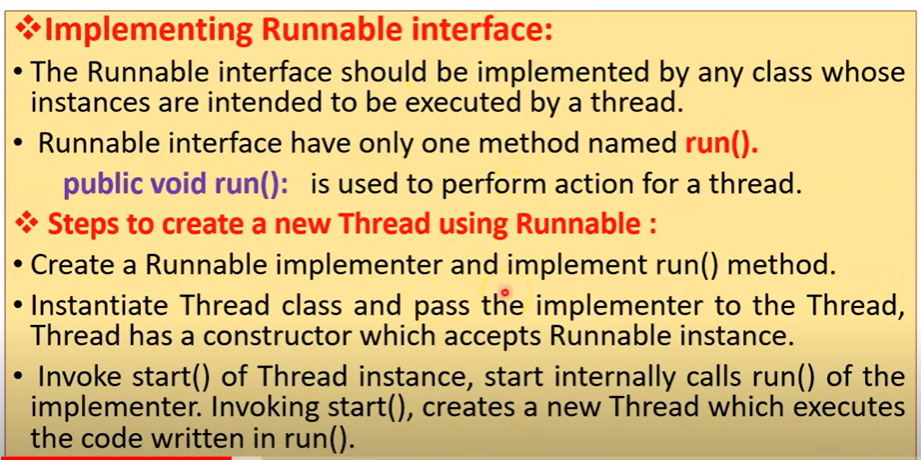 ❖Implementing Runnable interface:
• The Runnable interface should be implemented by any class whose
instances are intended to be executed by a thread.
• Runnable interface have only one method named run().
public void run(): is used to perform action for a thread.
❖ Steps to create a new Thread using Runnable :
• Create a Runnable implementer and implement run() method.
• Instantiate Thread class and pass the implementer to the Thread,
Thread has a constructor which accepts Runnable instance.
• Invoke start() of Thread instance, start internally calls run() of the
implementer. Invoking start(), creates a new Thread which executes
the code written in run().